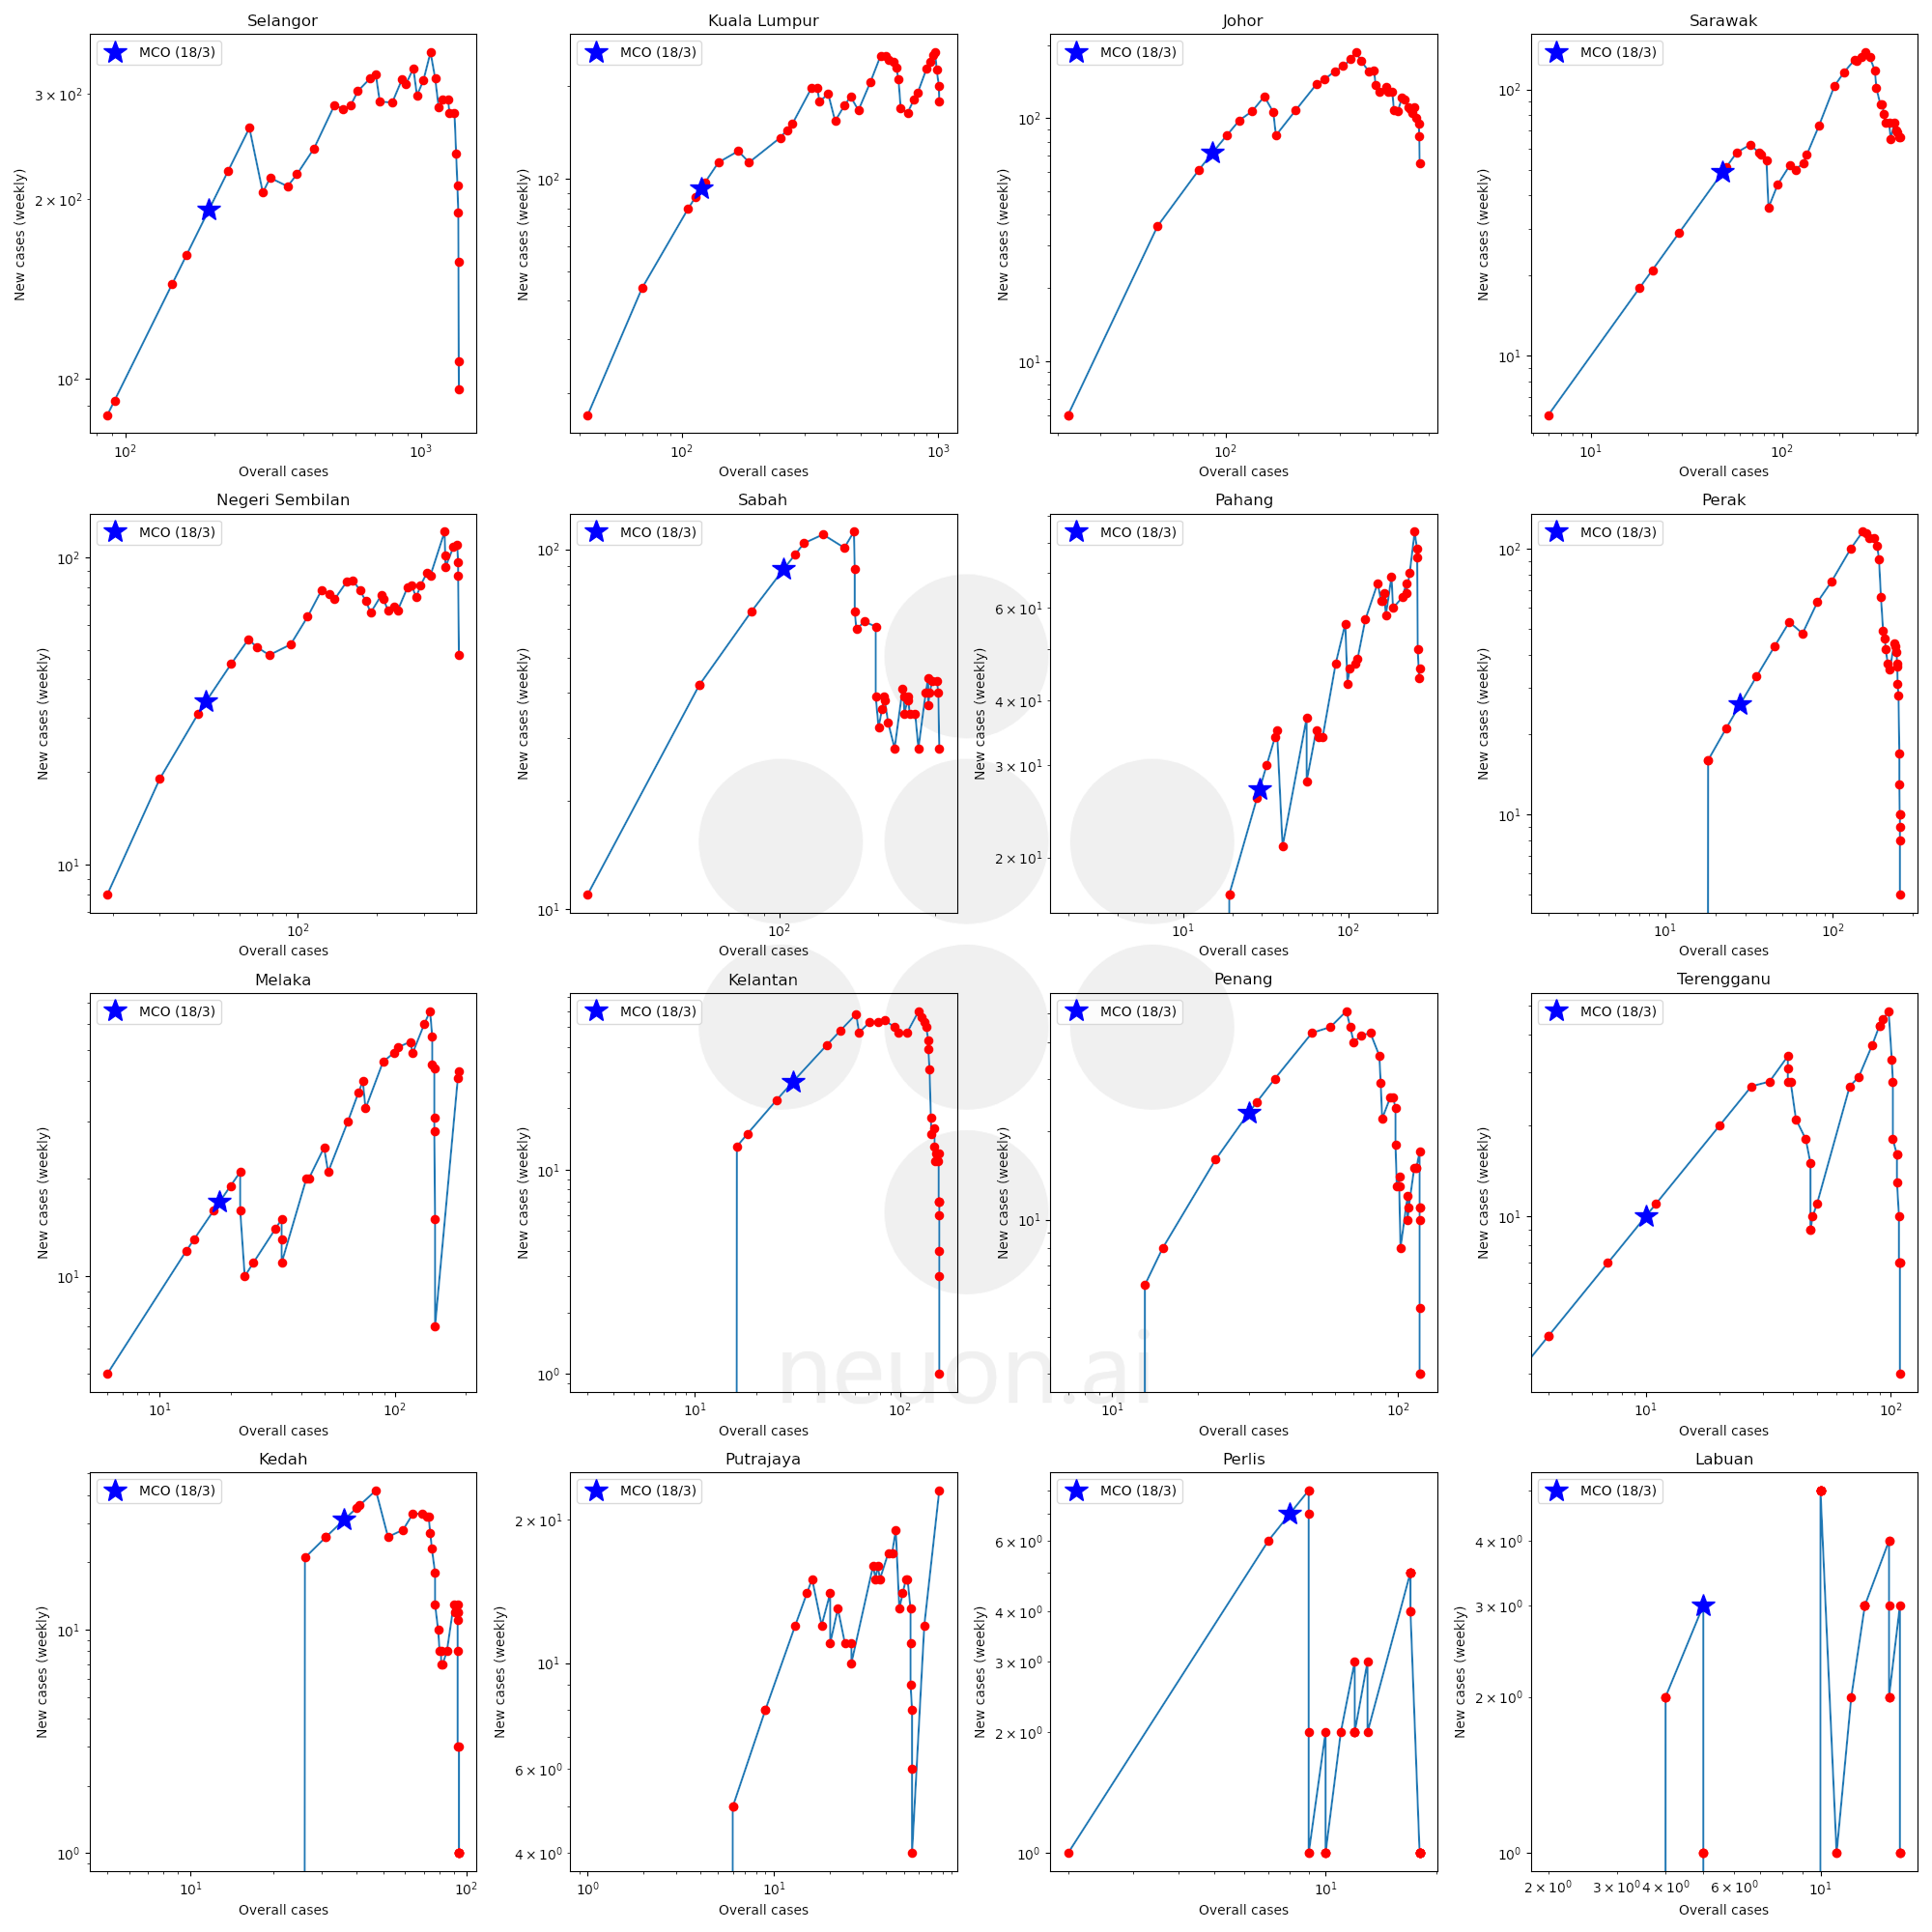 Selangor
MCO (18/3)
3 × 10²
2 × 10²
10²
New cases (weekly)
10² 10³
Overall cases
Kuala Lumpur
MCO (18/3)
10²
New cases (weekly)
10² 10³
Overall cases
Johor
MCO (18/3)
10²
10¹
New cases (weekly)
10²
Overall cases
Sarawak
MCO (18/3)
10²
10¹
New cases (weekly)
10¹ 10²
Overall cases
Negeri Sembilan
MCO (18/3)
10²
10¹
New cases (weekly)
10²
Overall cases
Sabah
MCO (18/3)
10²
10¹
New cases (weekly)
10²
Overall cases
Pahang
MCO (18/3)
6 × 10¹
4 × 10¹
3 × 10¹
2 × 10¹
New cases (weekly)
10¹ 10²
Overall cases
Perak
MCO (18/3)
10²
10¹
New cases (weekly)
10¹ 10²
Overall cases
Melaka
MCO (18/3)
10¹
New cases (weekly)
10¹ 10²
Overall cases
Kelantan
MCO (18/3)
10¹
10⁰
New cases (weekly)
10¹ 10²
Overall cases
Penang
MCO (18/3)
10¹
New cases (weekly)
10¹ 10²
Overall cases
Terengganu
MCO (18/3)
10¹
New cases (weekly)
10¹ 10²
Overall cases
neuon.ai
Kedah
MCO (18/3)
10¹
10⁰
New cases (weekly)
10¹ 10²
Overall cases
Putrajaya
MCO (18/3)
2 × 10¹
10¹
6 × 10⁰
4 × 10⁰
New cases (weekly)
10⁰ 10¹
Overall cases
Perlis
MCO (18/3)
6 × 10⁰
4 × 10⁰
3 × 10⁰
2 × 10⁰
10⁰
New cases (weekly)
10¹
Overall cases
Labuan
MCO (18/3)
4 × 10⁰
3 × 10⁰
2 × 10⁰
10⁰
New cases (weekly)
2 × 10⁰ 3 × 10⁰ 4 × 10⁰ 6 × 10⁰ 10¹
Overall cases